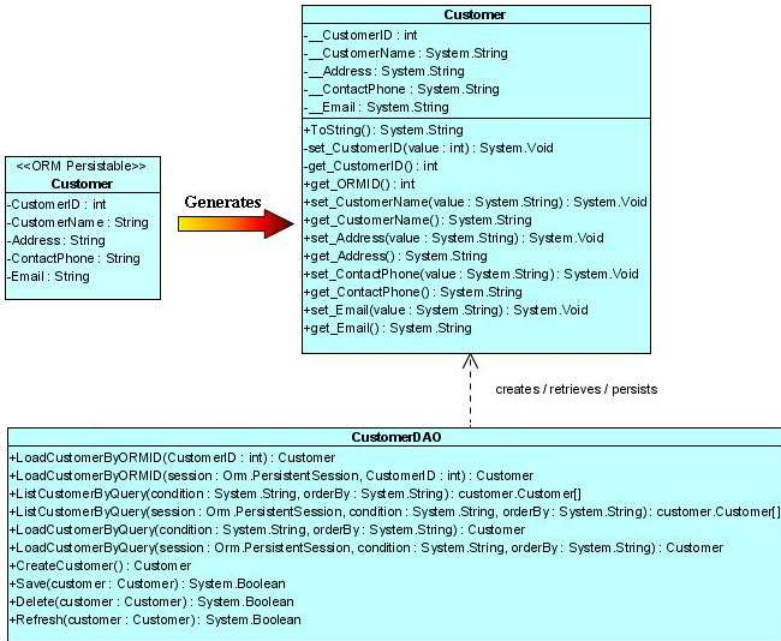 <<ORM Persistable>>
Customer
-CustomerID : int
-CustomerName : String
-Address : String
-ContactPhone : String
-Email : String
Generates
Customer
-__CustomerID : int
-__CustomerName : System.String
-__Address : System.String
-__ContactPhone : System.String
-__Email : System.String
+ToString() : System.String
-set_CustomerID(value : int) : System.Void
-get_CustomerID() : int
+get_ORMID() : int
+set_CustomerName(value : System.String) : System.Void
+get_CustomerName() : System.String
+set_Address(value : System.String) : System.Void
+get_Address() : System.String
+set_ContactPhone(value : System.String) : System.Void
+get_ContactPhone() : System.String
+set_Email(value : System.String) : System.Void
+get_Email() : System.String
creates / retrieves / persists
CustomerDAO
+LoadCustomerByORMID(CustomerID : int) : Customer
+LoadCustomerByORMID(session : Orm.PersistentSession, CustomerID : int) : Customer
+ListCustomerByQuery(condition : System.String, orderBy : System.String) : customer.Customer[]
+ListCustomerByQuery(session : Orm.PersistentSession, condition : System.String, orderBy : System.String) : customer.Customer[]
+LoadCustomerByQuery(condition : System.String, orderBy : System.String) : Customer
+LoadCustomerByQuery(session : Orm.PersistentSession, condition : System.String, orderBy : System.String) : Customer
+CreateCustomer() : Customer
+Save(customer : Customer) : System.Boolean
+Delete(customer : Customer) : System.Boolean
+Refresh(customer : Customer) : System.Boolean